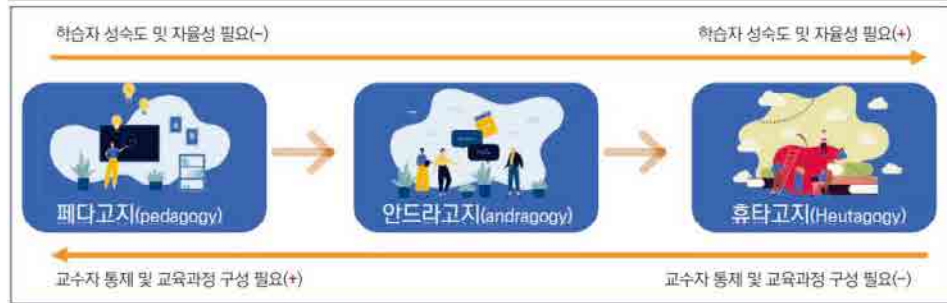 학습자 성숙도 및 자율성 필요(-) 학습자 성숙도 및 자율성 필요(+)
페다고지(pedagogy) 안드라고지(andragogy) 휴타고지(Heutagogy)
교수자 통제 및 교육과정 구성 필요(+) 교수자 통제 및 교육과정 구성 필요(-)